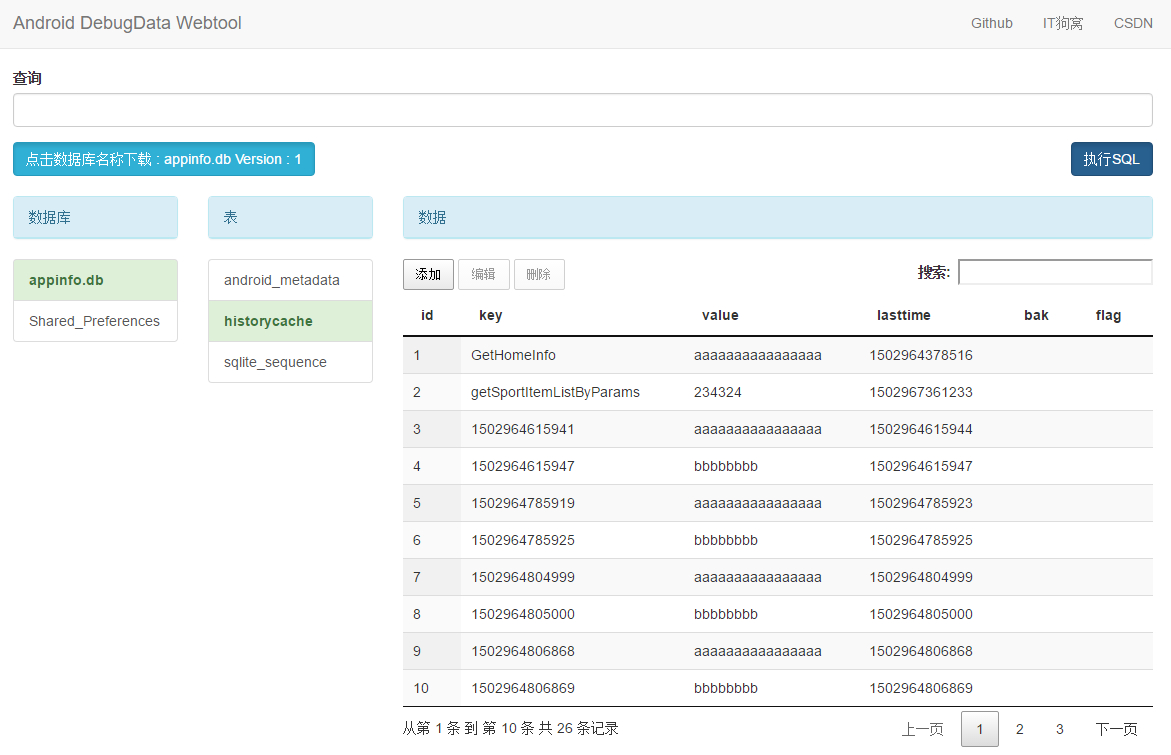 Android DebugData Webtool Github IT狗窝 CSDN
查询
点击数据库名称下载 : appinfo.db Version : 1 执行SQL
数据库 表 数据
appinfo.db
Shared_Preferences
android_metadata
historycache
sqlite_sequence
添加 编辑 删除 搜索:
id key value lasttime bak flag
1 GetHomeInfo aaaaaaaaaaaaaaaa 1502964378516
2 getSportItemListByParams 234324 1502967361233
3 1502964615941 aaaaaaaaaaaaaaaa 1502964615944
4 1502964615947 bbbbbbbb 1502964615947
5 1502964785919 aaaaaaaaaaaaaaaa 1502964785923
6 1502964785925 bbbbbbbb 1502964785925
7 1502964804999 aaaaaaaaaaaaaaaa 1502964804999
8 1502964805000 bbbbbbbb 1502964805000
9 1502964806868 aaaaaaaaaaaaaaaa 1502964806868
10 1502964806869 bbbbbbbb 1502964806869
从第 1 条 到 第 10 条 共 26 条记录 上一页 1 2 3 下一页